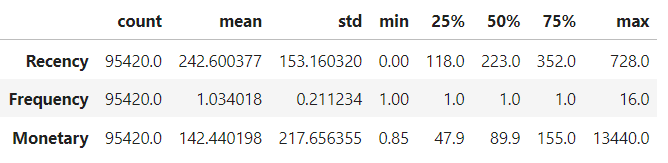 count mean std min 25% 50% 75% max
Recency 95420.0 242.600377 153.160320 0.00 118.0 223.0 352.0 728.0
Frequency 95420.0 1.034018 0.211234 1.00 1.0 1.0 1.0 16.0
Monetary 95420.0 142.440198 217.656355 0.85 47.9 89.9 155.0 13440.0